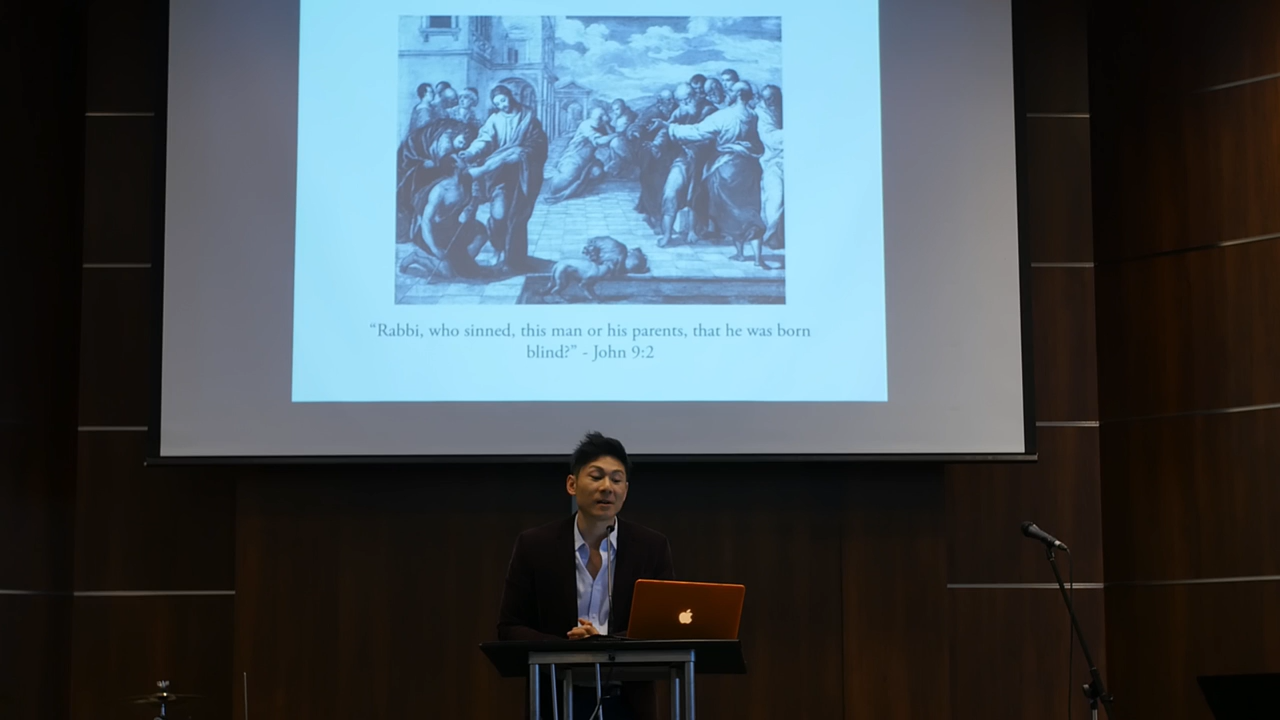 “Rabbi, who sinned, this man or his parents, that he was born
blind?” - John 9:2